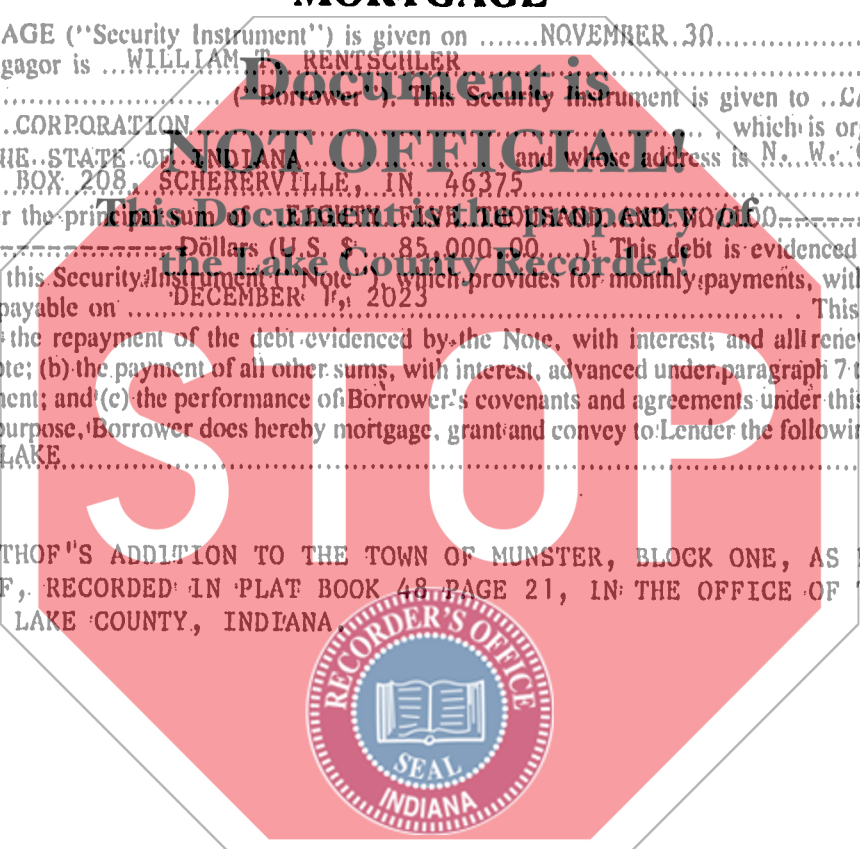 MORTGAGE
AGE ("Security Instrument") is given on NOVEMBER 30
gagor is WILLIAM T. RENTSCHLER
Document is
("Borrower"). This Security Instrument is given to
CORPORATION , which is
NOT OFFICIAL!
THE STATE OF INDIANA , and whose address is N. W.
BOX 208, SCHERERVILLE, IN 46375
This Document is the property of
the principal sum of EIGHTY FIVE THOUSAND AND NO/100
Dollars (U.S. $ 85,000.00 ). This debt is evidenced
the Lake County Recorder!
this Security Instrument ("Note"), which provides for monthly payments, with
payable on DECEMBER 1, 2023 This
the repayment of the debt evidenced by the Note, with interest, and all
(b) the payment of all other sums, with interest, advanced under paragraph 7
and (c) the performance of Borrower's covenants and agreements under this
purpose, Borrower does hereby mortgage, grant and convey to Lender the
LAKE
STOP
THOF"S ADDITION TO THE TOWN OF MUNSTER, BLOCK ONE, AS
F, RECORDED IN PLAT BOOK 48 PAGE 21, IN THE OFFICE OF
LAKE COUNTY, INDIANA.
RECORDER'S OFFICE
SEAL
INDIANA